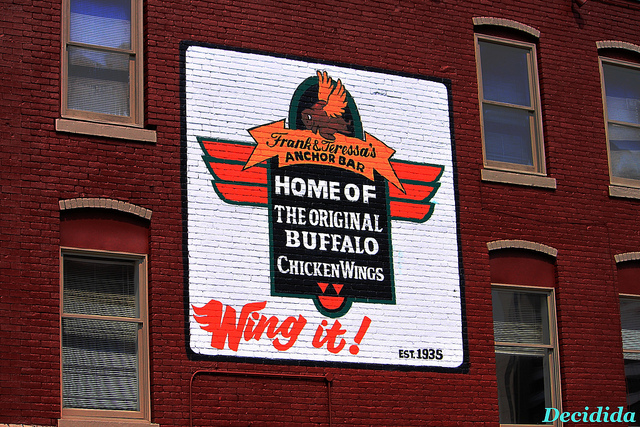 Frank & Teressa's
ANCHOR BAR
HOME OF
THE ORIGINAL
BUFFALO
CHICKEN WINGS
Wing it!
EST. 1935
Decidida